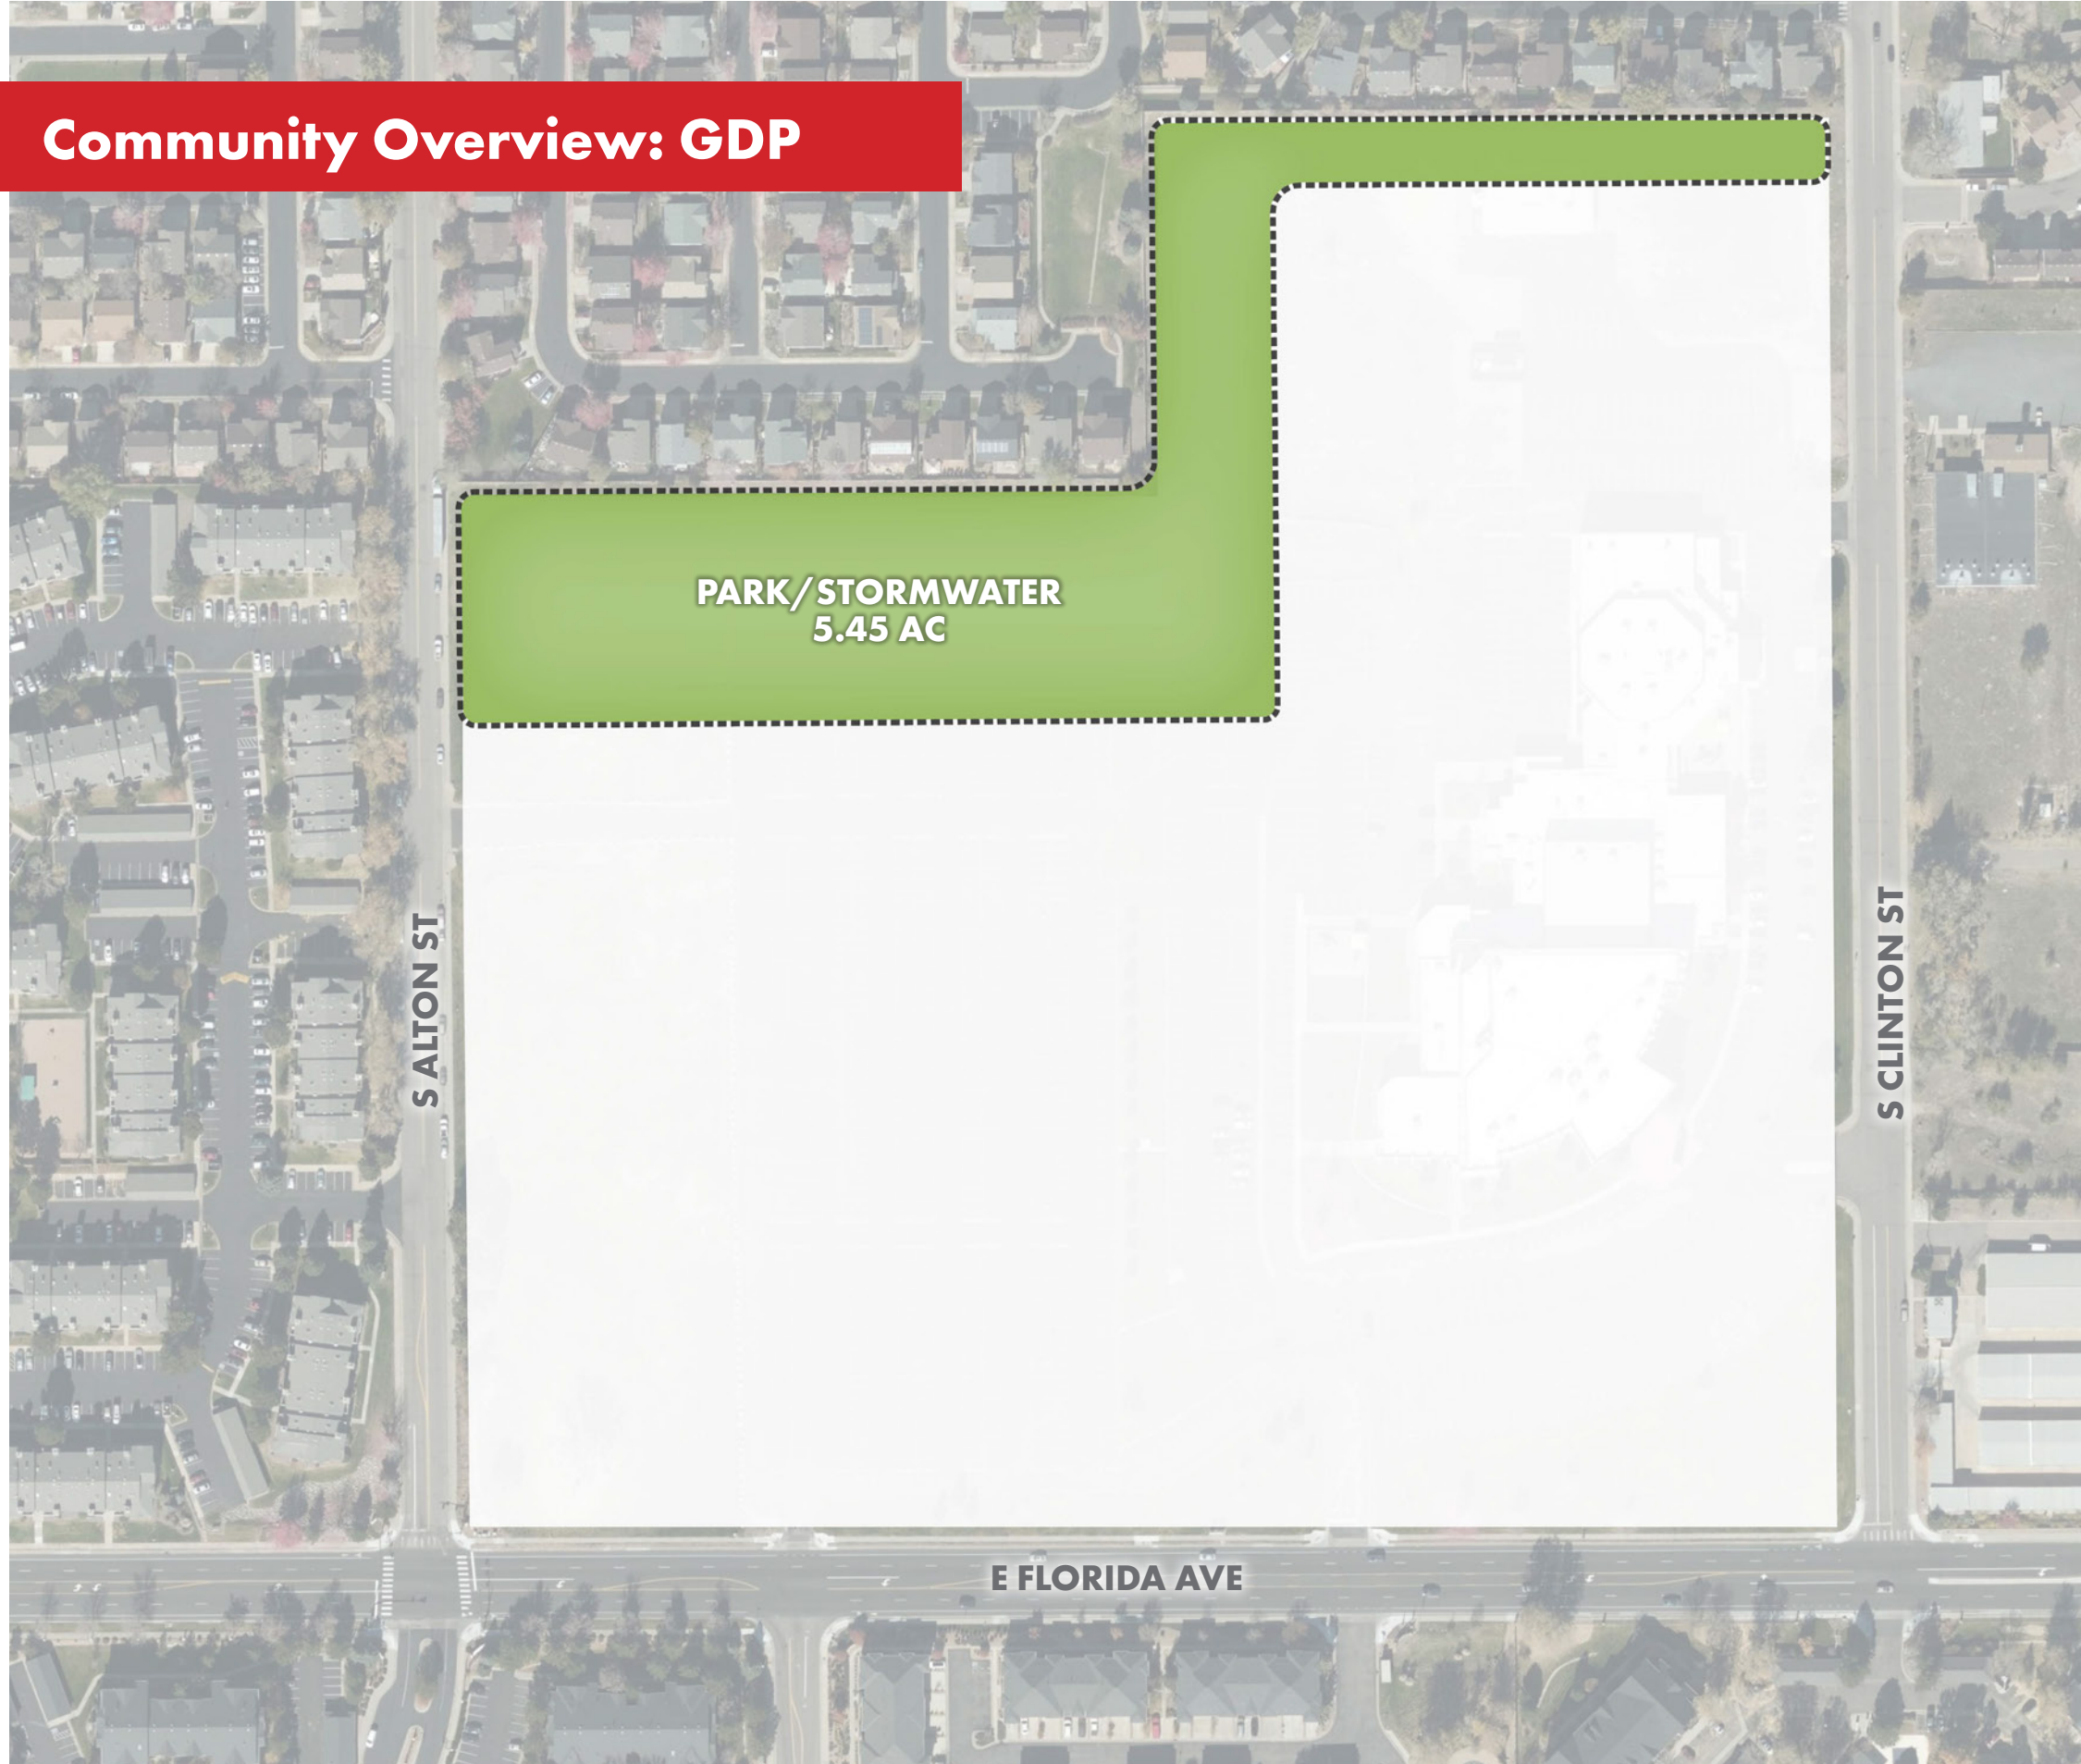 Community Overview: GDP
PARK/STORMWATER
5.45 AC
S ALTON ST
S CLINTON ST
E FLORIDA AVE